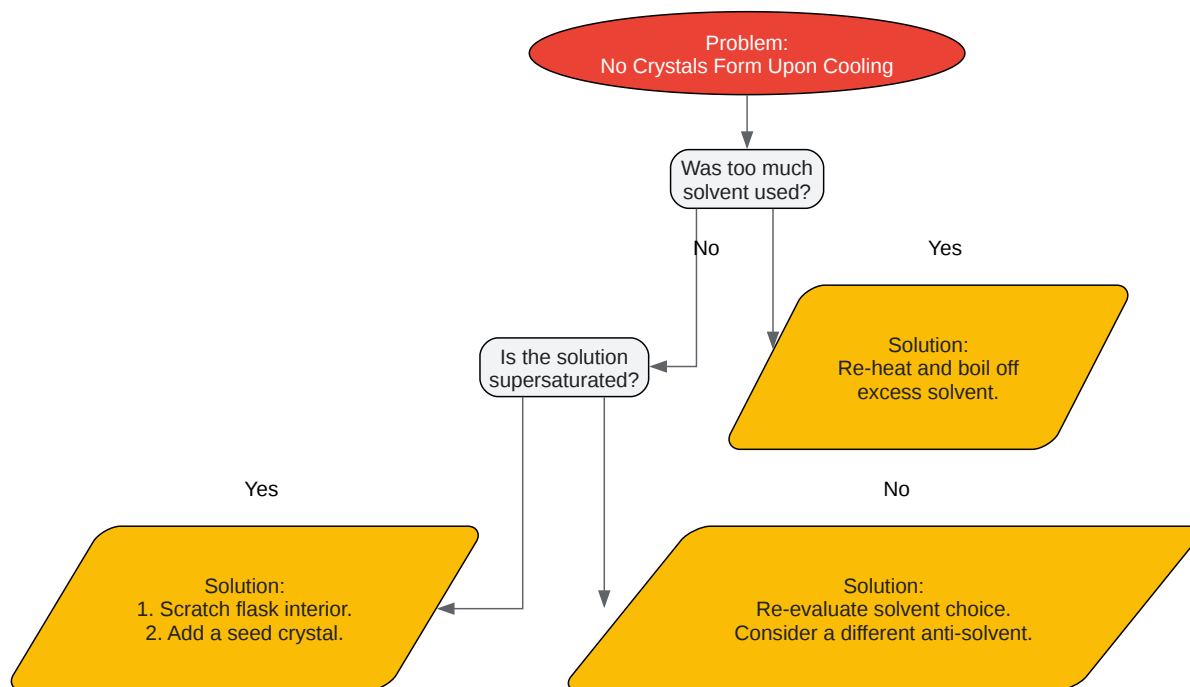 Problem:
No Crystals Form Upon Cooling
Was too much
solvent used?
No
Yes
Solution:
Re-heat and boil off
excess solvent.
Is the solution
supersaturated?
Yes
No
Solution:
1. Scratch flask interior.
2. Add a seed crystal.
Solution:
Re-evaluate solvent choice.
Consider a different anti-solvent.